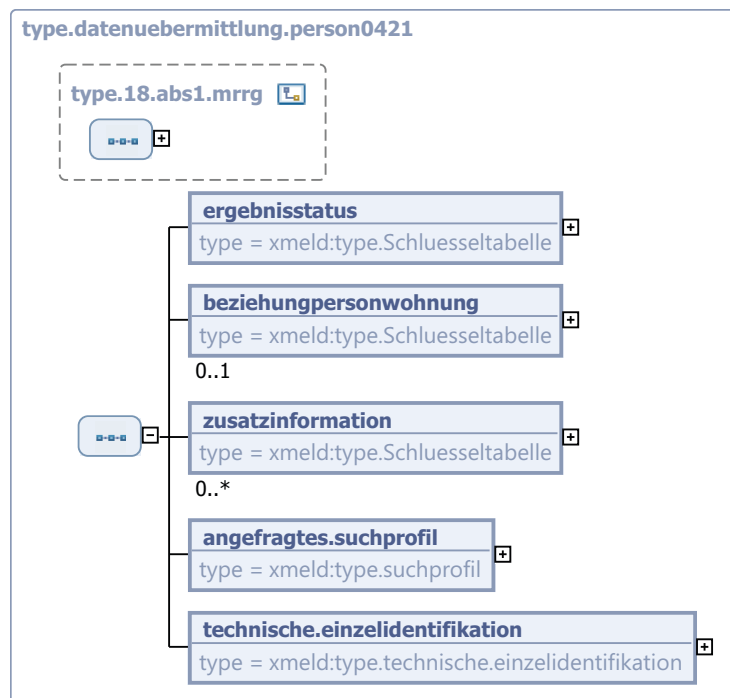 type.datenuebermittlung.person0421
type.18.abs1.mrrg
ergebnisstatus
type = xmeld:type.Schluesseltabelle
beziehungpersonwohnung
type = xmeld:type.Schluesseltabelle
0..1
zusatzinformation
type = xmeld:type.Schluesseltabelle
0..*
angefragtes.suchprofil
type = xmeld:type.suchprofil
technische.einzelidentifikation
type = xmeld:type.technische.einzelidentifikation